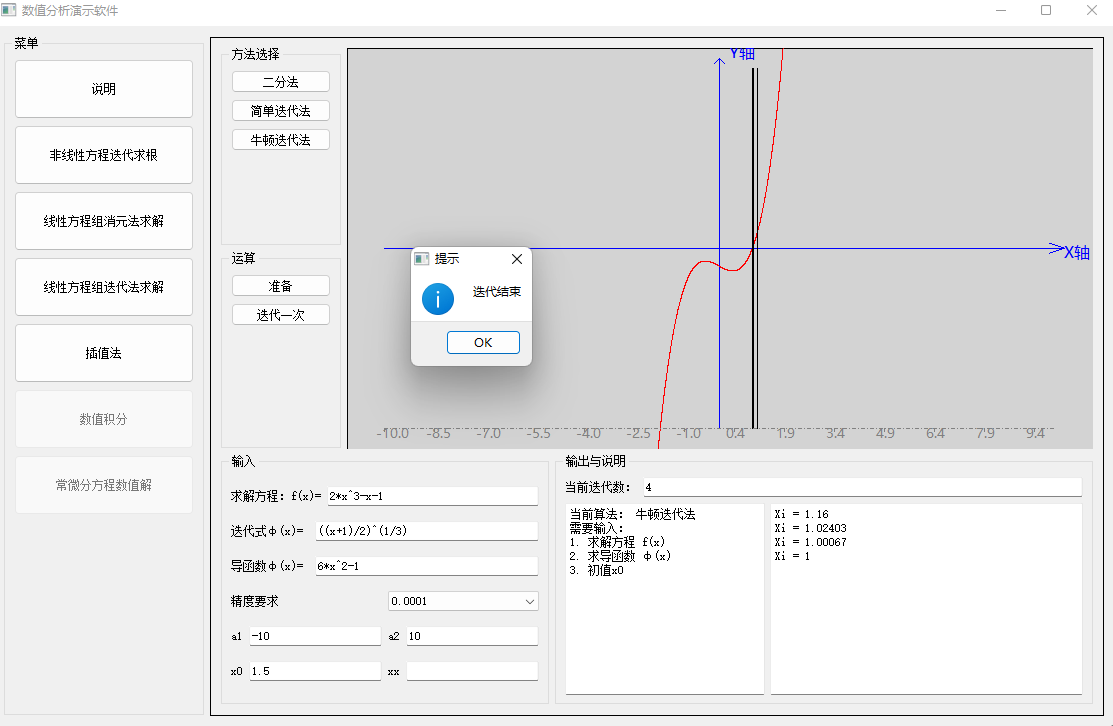 数值分析演示软件
菜单
说明
非线性方程迭代求根
线性方程组消元法求解
线性方程组迭代法求解
插值法
数值积分
常微分方程数值解
方法选择
二分法
简单迭代法
牛顿迭代法
运算
准备
迭代一次
Y轴
X轴
-10.0 -8.5 -7.0 -5.5 -4.0 -2.5 -1.0 0.4 1.9 3.4 4.9 6.4 7.9 9.4
提示
迭代结束
OK
输入
求解方程: f(x)= 2*x^3-x-1
迭代式φ(x)= ((x+1)/2)^(1/3)
导函数φ(x)= 6*x^2-1
精度要求 0.0001
a1 -10 a2 10
x0 1.5 xx
输出与说明
当前迭代数: 4
当前算法: 牛顿迭代法
需要输入:
1. 求解方程 f(x)
2. 求导函数 φ(x)
3. 初值x0
Xi = 1.16
Xi = 1.02403
Xi = 1.00067
Xi = 1